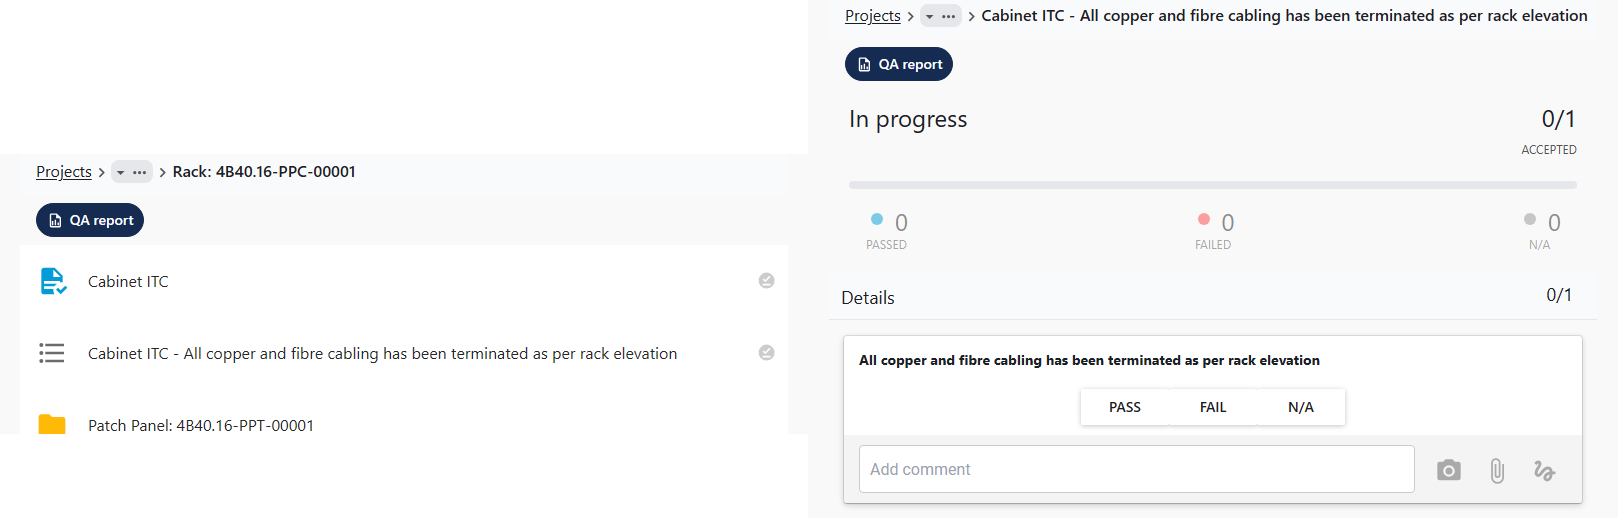 Projects > ... > Rack: 4B40.16-PPC-00001
QA report
Cabinet ITC
Cabinet ITC - All copper and fibre cabling has been terminated as per rack elevation
Patch Panel: 4B40.16-PPT-00001
Projects > ... > Cabinet ITC - All copper and fibre cabling has been terminated as per rack elevation
QA report
In progress
0/1
ACCEPTED
0
PASSED
0
FAILED
0
N/A
Details
0/1
All copper and fibre cabling has been terminated as per rack elevation
PASS FAIL N/A
Add comment